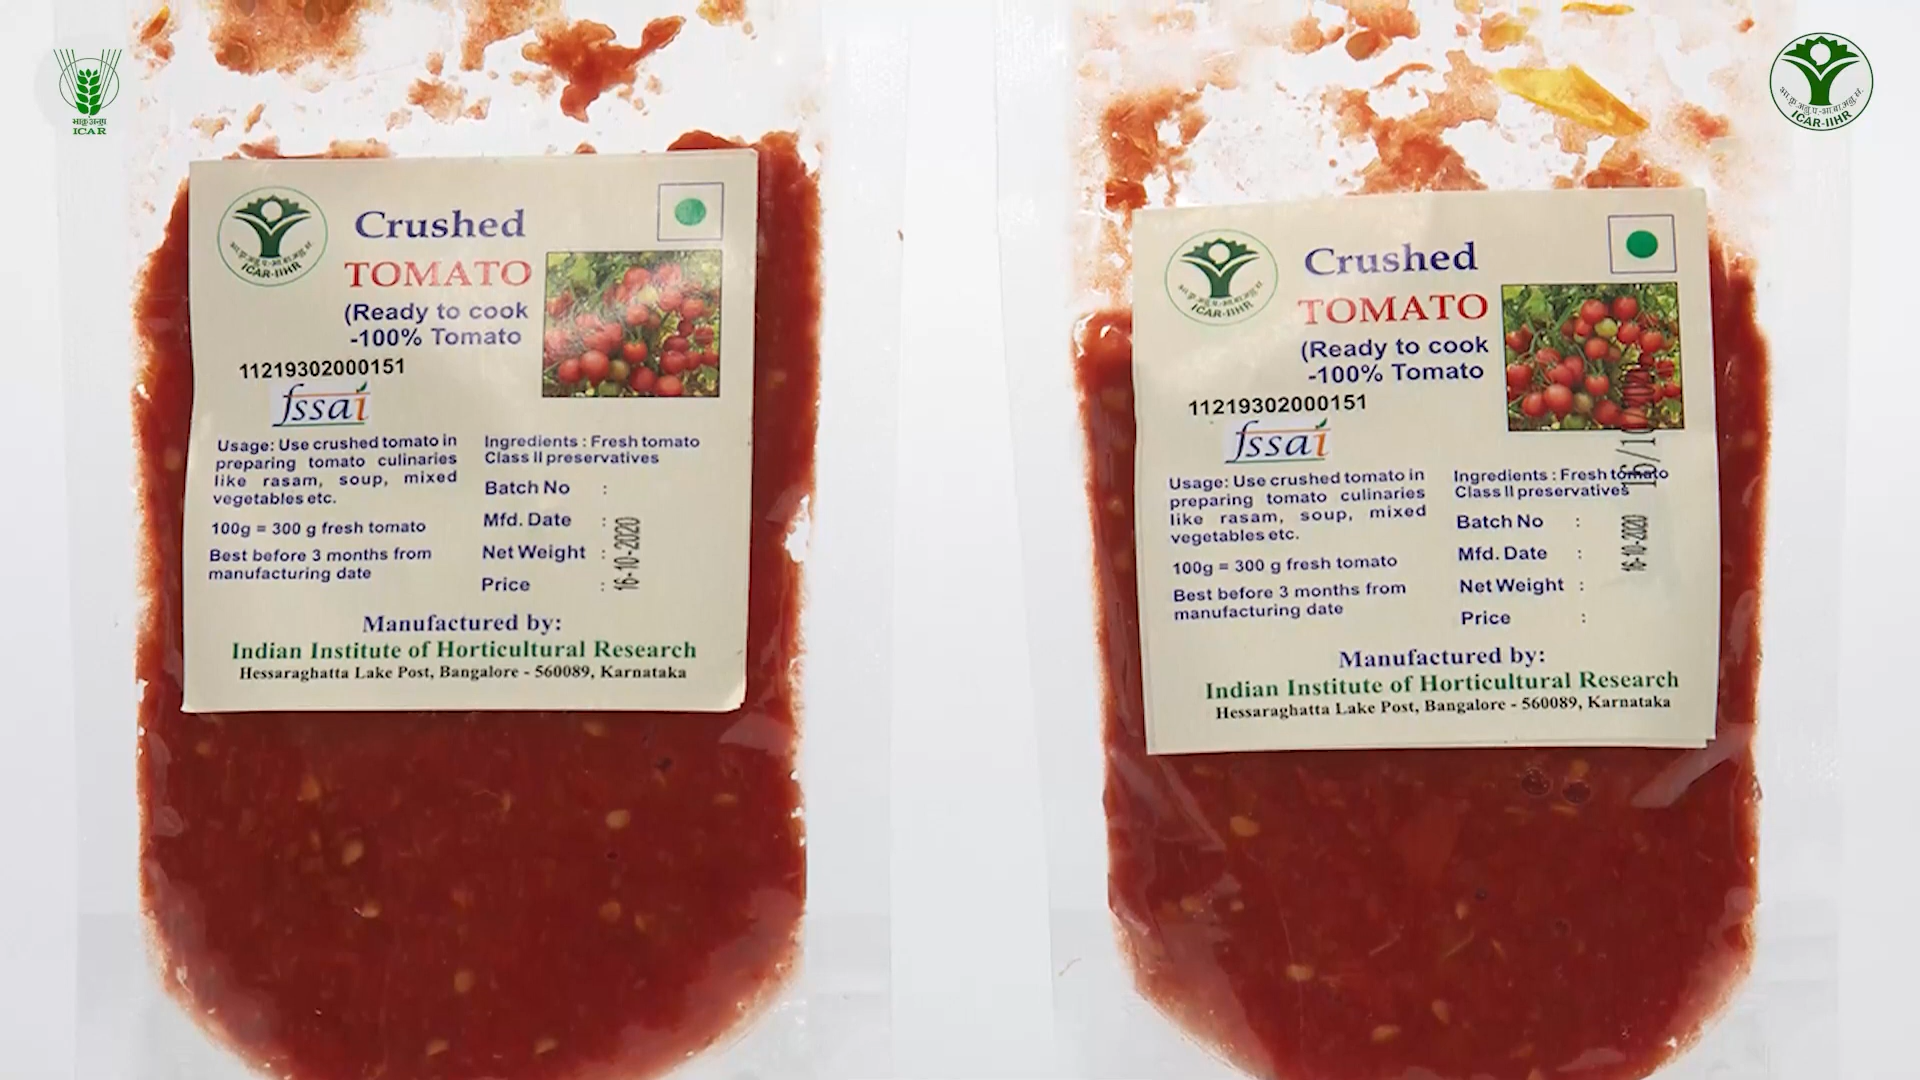 भाकृअनुप
ICAR
ICAR-IIHR
ICAR-IIHR
Crushed
TOMATO
(Ready to cook
-100% Tomato
11219302000151
fssai
Usage: Use crushed tomato in
preparing tomato culinaries
like rasam, soup, mixed
vegetables etc.
100g = 300 g fresh tomato
Best before 3 months from
manufacturing date
Ingredients : Fresh tomato
Class II preservatives
Batch No :
Mfd. Date :
Net Weight :
Price :
16-10-2020
Manufactured by:
Indian Institute of Horticultural Research
Hessaraghatta Lake Post, Bangalore - 560089, Karnataka
ICAR-IIHR
Crushed
TOMATO
(Ready to cook
-100% Tomato
11219302000151
fssai
Usage: Use crushed tomato in
preparing tomato culinaries
like rasam, soup, mixed
vegetables etc.
100g = 300 g fresh tomato
Best before 3 months from
manufacturing date
Ingredients : Fresh tomato
Class II preservatives
Batch No :
Mfd. Date :
Net Weight :
Price :
16-10-2020
Manufactured by:
Indian Institute of Horticultural Research
Hessaraghatta Lake Post, Bangalore - 560089, Karnataka